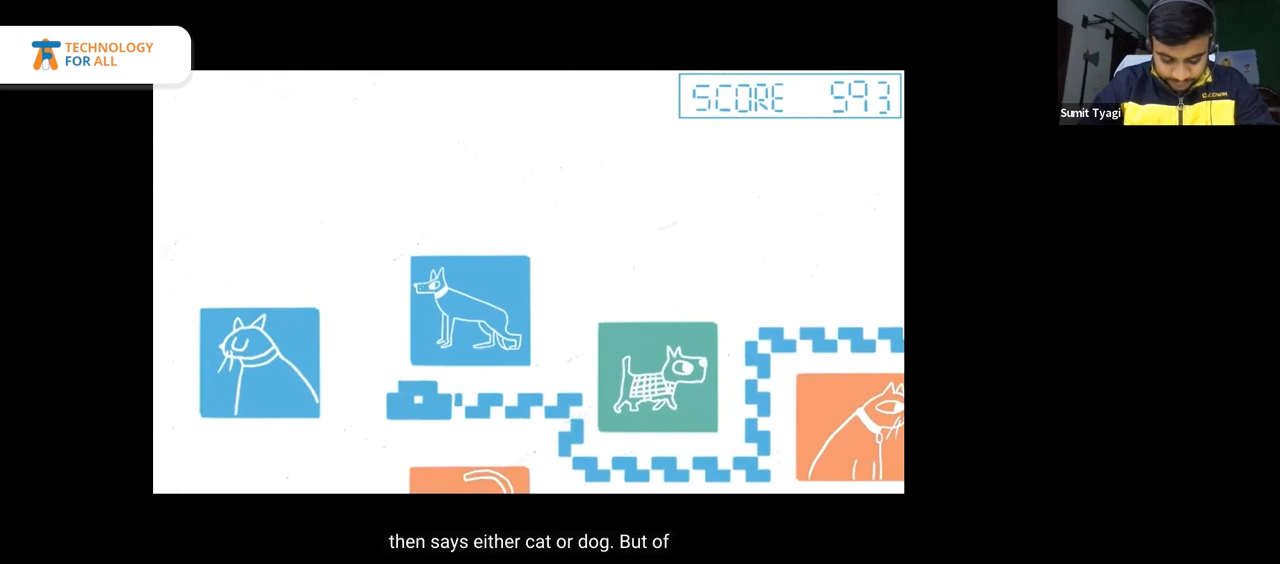 TECHNOLOGY
FOR ALL
SCORE 593
Sumit Tyagi
then says either cat or dog. But of